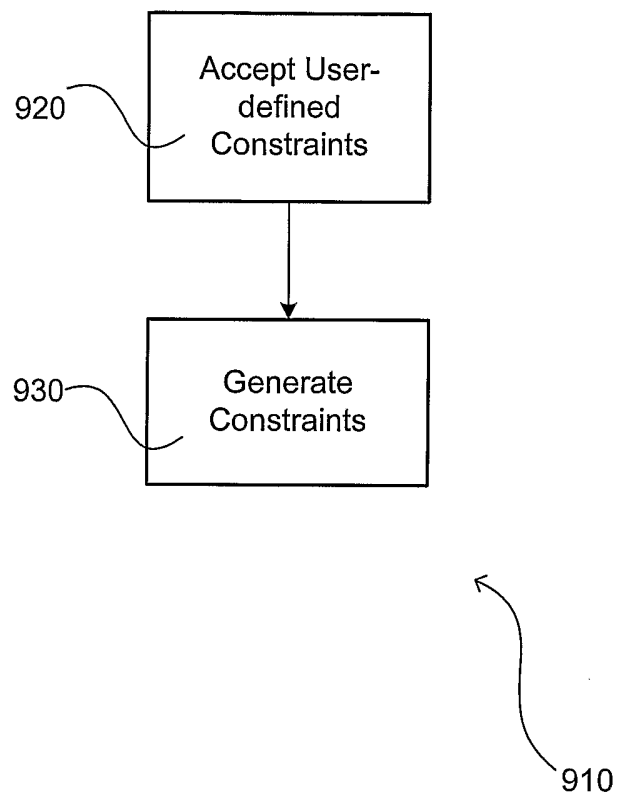 Accept User-
defined
Constraints
920
Generate
Constraints
930
910